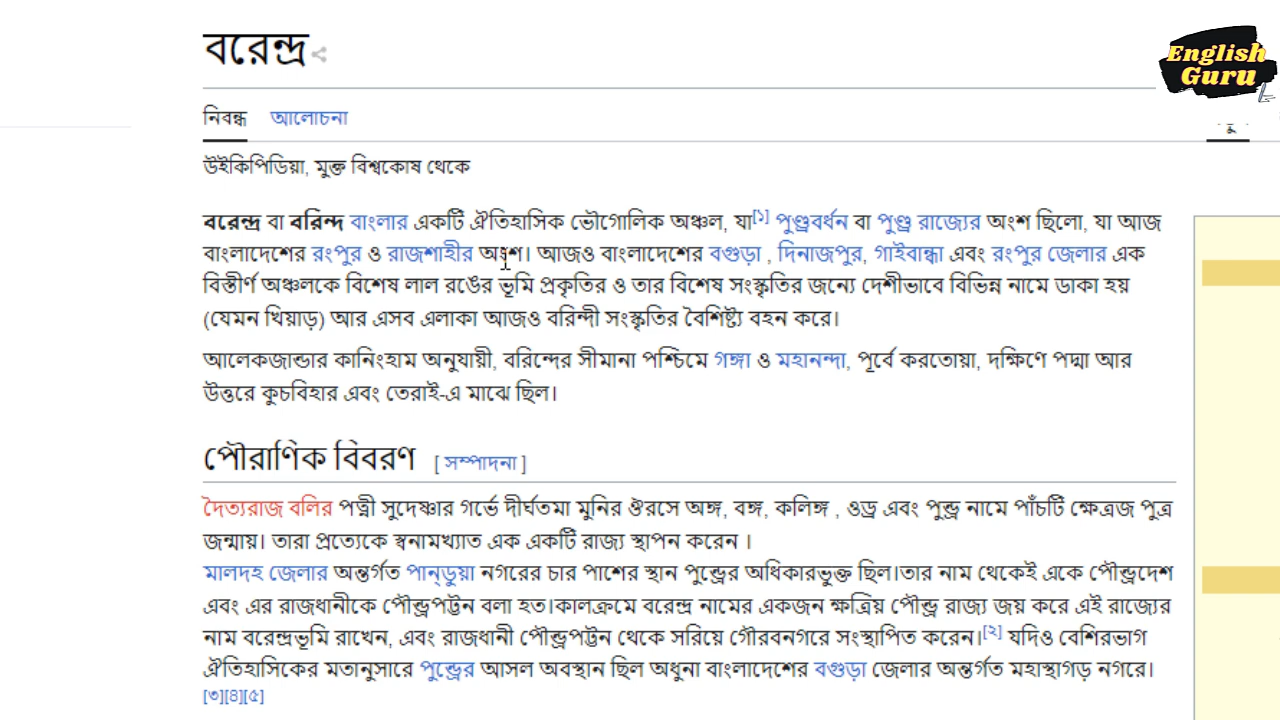 বরেন্দ্র
English
Guru
নিবন্ধ আলোচনা
উইকিপিডিয়া, মুক্ত বিশ্বকোষ থেকে
বরেন্দ্র বা বরিন্দ বাংলার একটি ঐতিহাসিক ভৌগোলিক অঞ্চল, যা[১] পুণ্ড্রবর্ধন বা পুণ্ড্র রাজ্যের অংশ ছিলো, যা আজ
বাংলাদেশের রংপুর ও রাজশাহীর অংশ। আজও বাংলাদেশের বগুড়া , দিনাজপুর, গাইবান্ধা এবং রংপুর জেলার এক
বিস্তীর্ণ অঞ্চলকে বিশেষ লাল রঙের ভূমি প্রকৃতির ও তার বিশেষ সংস্কৃতির জন্যে দেশীভাবে বিভিন্ন নামে ডাকা হয়
(যেমন খিয়াড়) আর এসব এলাকা আজও বরিন্দী সংস্কৃতির বৈশিষ্ট্য বহন করে।
আলেকজান্ডার কানিংহাম অনুযায়ী, বরিন্দের সীমানা পশ্চিমে গঙ্গা ও মহানন্দা, পূর্বে করতোয়া, দক্ষিণে পদ্মা আর
উত্তরে কুচবিহার এবং তেরাই-এ মাঝে ছিল।
পৌরাণিক বিবরণ [ সম্পাদনা ]
দৈত্যরাজ বলির পত্নী সুদেষ্ণার গর্ভে দীর্ঘতমা মুনির ঔরসে অঙ্গ, বঙ্গ, কলিঙ্গ , ওড্র এবং পুন্ড্র নামে পাঁচটি ক্ষেত্রজ পুত্র
জন্মায়। তারা প্রত্যেকে স্বনামখ্যাত এক একটি রাজ্য স্থাপন করেন ।
মালদহ জেলার অন্তর্গত পান্ডুয়া নগরের চার পাশের স্থান পুন্ড্রের অধিকারভুক্ত ছিল।তার নাম থেকেই একে পৌন্ড্রদেশ
এবং এর রাজধানীকে পৌন্ড্রপট্টন বলা হত।কালক্রমে বরেন্দ্র নামের একজন ক্ষত্রিয় পৌন্ড্র রাজ্য জয় করে এই রাজ্যের
নাম বরেন্দ্রভূমি রাখেন, এবং রাজধানী পৌন্ড্রপট্টন থেকে সরিয়ে গৌরবনগরে সংস্থাপিত করেন।[২] যদিও বেশিরভাগ
ঐতিহাসিকের মতানুসারে পুন্ড্রের আসল অবস্থান ছিল অধুনা বাংলাদেশের বগুড়া জেলার অন্তর্গত মহাস্থাগড় নগরে।
[৩][৪][৫]